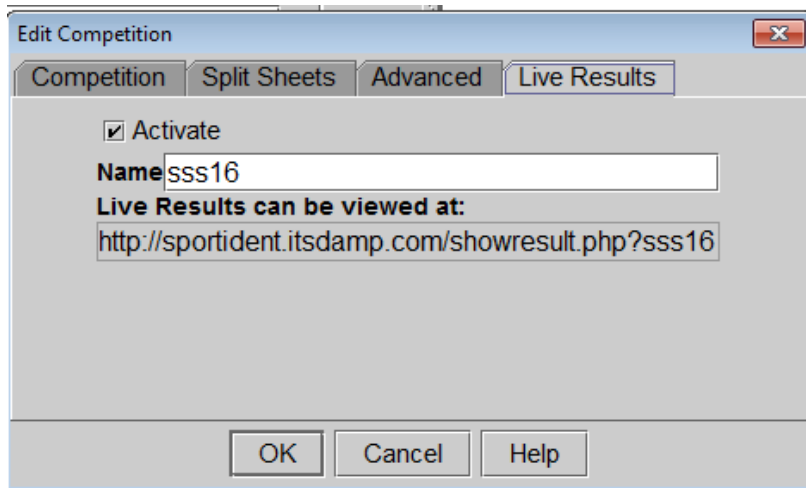 Edit Competition
Competition Split Sheets Advanced Live Results
Activate
Name sss16
Live Results can be viewed at:
http://sportident.itsdamp.com/showresult.php?sss16
OK Cancel Help